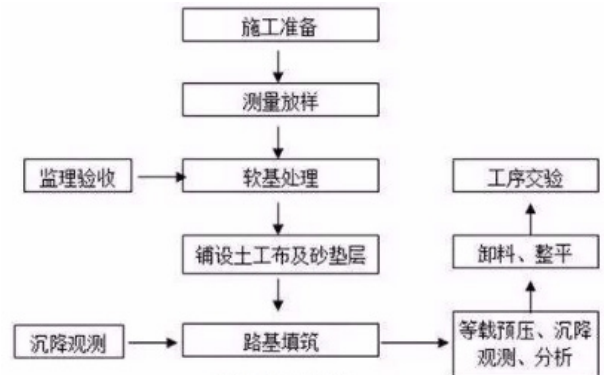 施工准备
测量放样
监理验收
软基处理
工序交验
铺设土工布及砂垫层
卸料、整平
沉降观测
路基填筑
等载预压、沉降
观测、分析